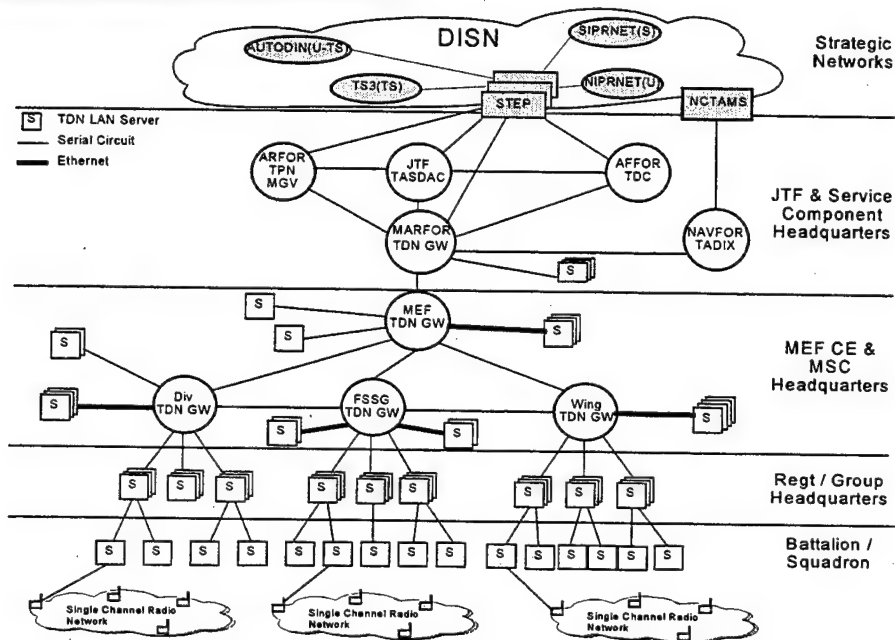 DISN
AUTODIN(U-TS)
SIPRNET(S)
TS3(TS)
NIPRNET(U)
STEP
NCTAMS
Strategic
Networks
S TDN LAN Server
Serial Circuit
Ethernet
ARFOR
TPN
MGV
JTF
TASDAC
AFFOR
TDC
MARFOR
TDN GW
NAVFOR
TADIX
S
JTF & Service
Component
Headquarters
S
S
MEF
TDN GW
S
S
MEF CE &
MSC
Headquarters
S
Div
TDN GW
FSSG
TDN GW
Wing
TDN GW
S
S
S
S S S S S S S S S
Regt / Group
Headquarters
S S S S S S S S S S S S S S S S
Battalion /
Squadron
Single Channel Radio
Network
Single Channel Radio
Network
Single Channel Radio
Network